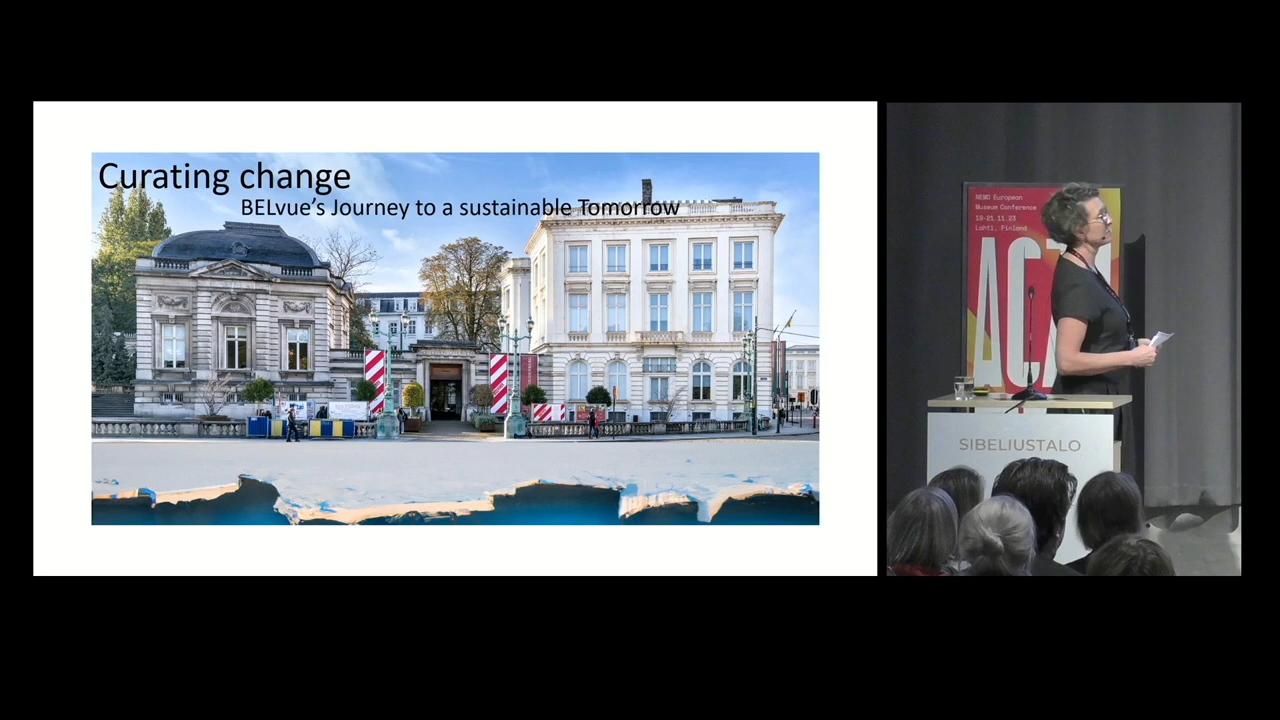 Curating change
BELvue's Journey to a sustainable Tomorrow
NEMO European
Museum Conference
19-21.11.23
Lahti, Finland
SIBELIUSTALO